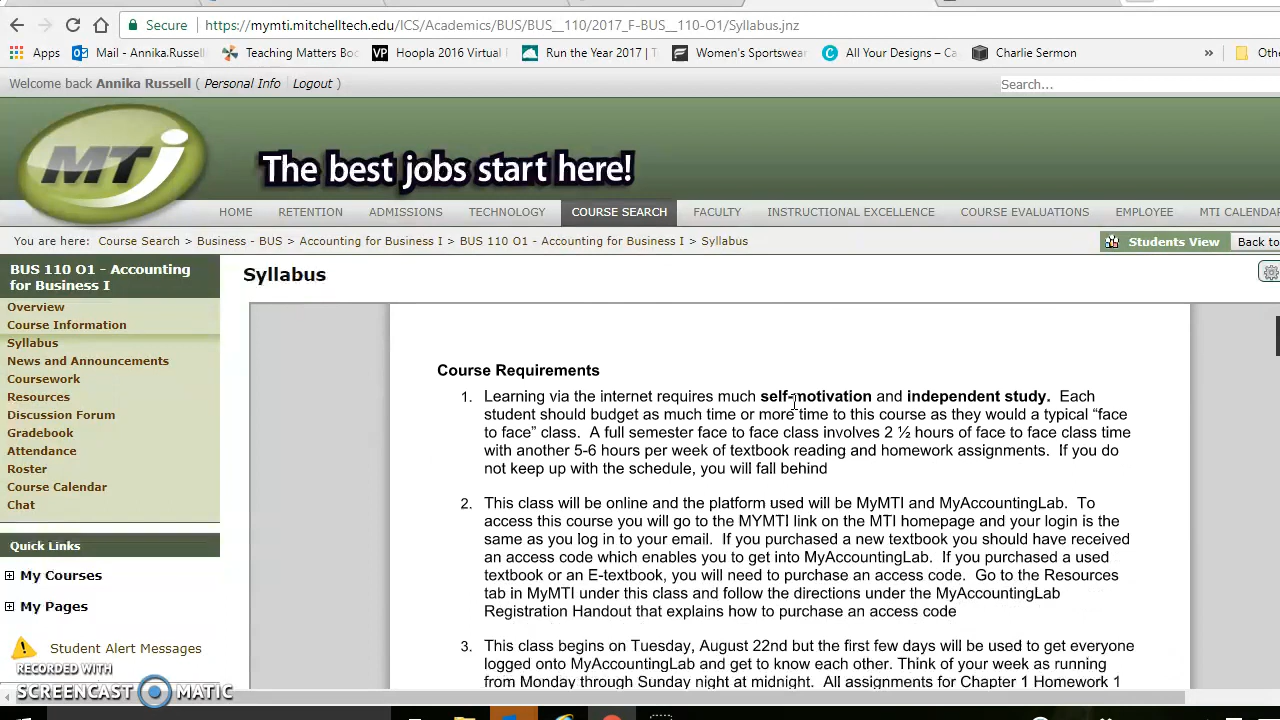 Secure https://mymti.mitchelltech.edu/ICS/Academics/BUS/BUS__110/2017_F-BUS__110-O1/Syllabus.jnz
Apps Mail - Annika.Russell Teaching Matters Bo Hoopla 2016 Virtual Run the Year 2017 | T Women's Sportswea All Your Designs – Ca Charlie Sermon » Othe
Welcome back Annika Russell ( Personal Info Logout )
Search...
MTI
The best jobs start here!
HOME RETENTION ADMISSIONS TECHNOLOGY COURSE SEARCH FACULTY INSTRUCTIONAL EXCELLENCE COURSE EVALUATIONS EMPLOYEE MTI CALENDAR
You are here: Course Search > Business - BUS > Accounting for Business I > BUS 110 O1 - Accounting for Business I > Syllabus
Students View Back to
BUS 110 O1 - Accounting
for Business I
Overview
Course Information
Syllabus
News and Announcements
Coursework
Resources
Discussion Forum
Gradebook
Attendance
Roster
Course Calendar
Chat
Quick Links
My Courses
My Pages
Student Alert Messages
RECORDED WITH
SCREENCAST MATIC
Syllabus
Course Requirements
1. Learning via the internet requires much self-motivation and independent study. Each
student should budget as much time or more time to this course as they would a typical “face
to face” class. A full semester face to face class involves 2 ½ hours of face to face class time
with another 5-6 hours per week of textbook reading and homework assignments. If you do
not keep up with the schedule, you will fall behind
2. This class will be online and the platform used will be MyMTI and MyAccountingLab. To
access this course you will go to the MYMTI link on the MTI homepage and your login is the
same as you log in to your email. If you purchased a new textbook you should have received
an access code which enables you to get into MyAccountingLab. If you purchased a used
textbook or an E-textbook, you will need to purchase an access code. Go to the Resources
tab in MyMTI under this class and follow the directions under the MyAccountingLab
Registration Handout that explains how to purchase an access code
3. This class begins on Tuesday, August 22nd but the first few days will be used to get everyone
logged onto MyAccountingLab and get to know each other. Think of your week as running
from Monday through Sunday night at midnight. All assignments for Chapter 1 Homework 1